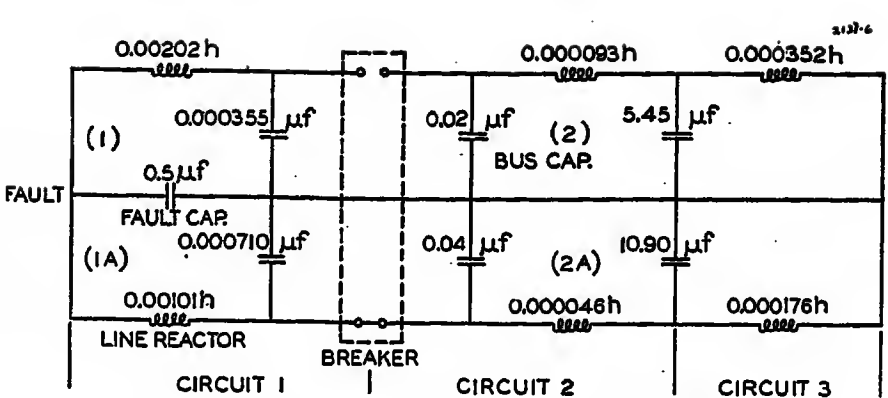 2137-6
0.00202h 0.000093h 0.000352h
0.000355 μf 0.02 μf 5.45 μf
(1) (2)
BUS CAP.
0.5μf
FAULT
FAULT CAP.
0.000710 μf 0.04 μf 10.90 μf
(1A) (2A)
0.00101h 0.000046h 0.000176h
LINE REACTOR
BREAKER
CIRCUIT 1 CIRCUIT 2 CIRCUIT 3